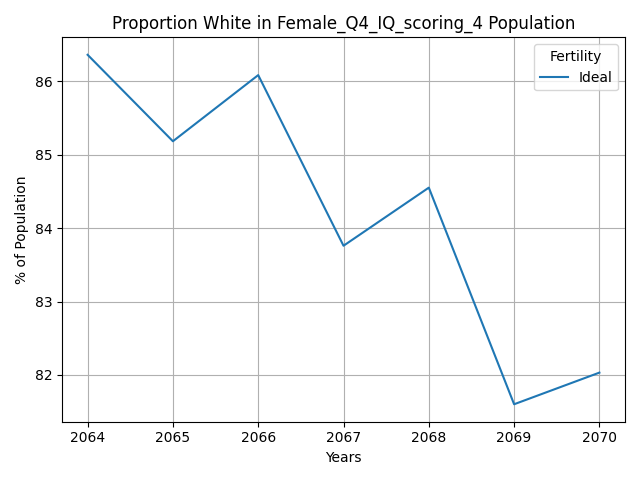 Proportion White in Female_Q4_IQ_scoring_4 Population
Fertility
Ideal
% of Population
86
85
84
83
82
2064 2065 2066 2067 2068 2069 2070
Years